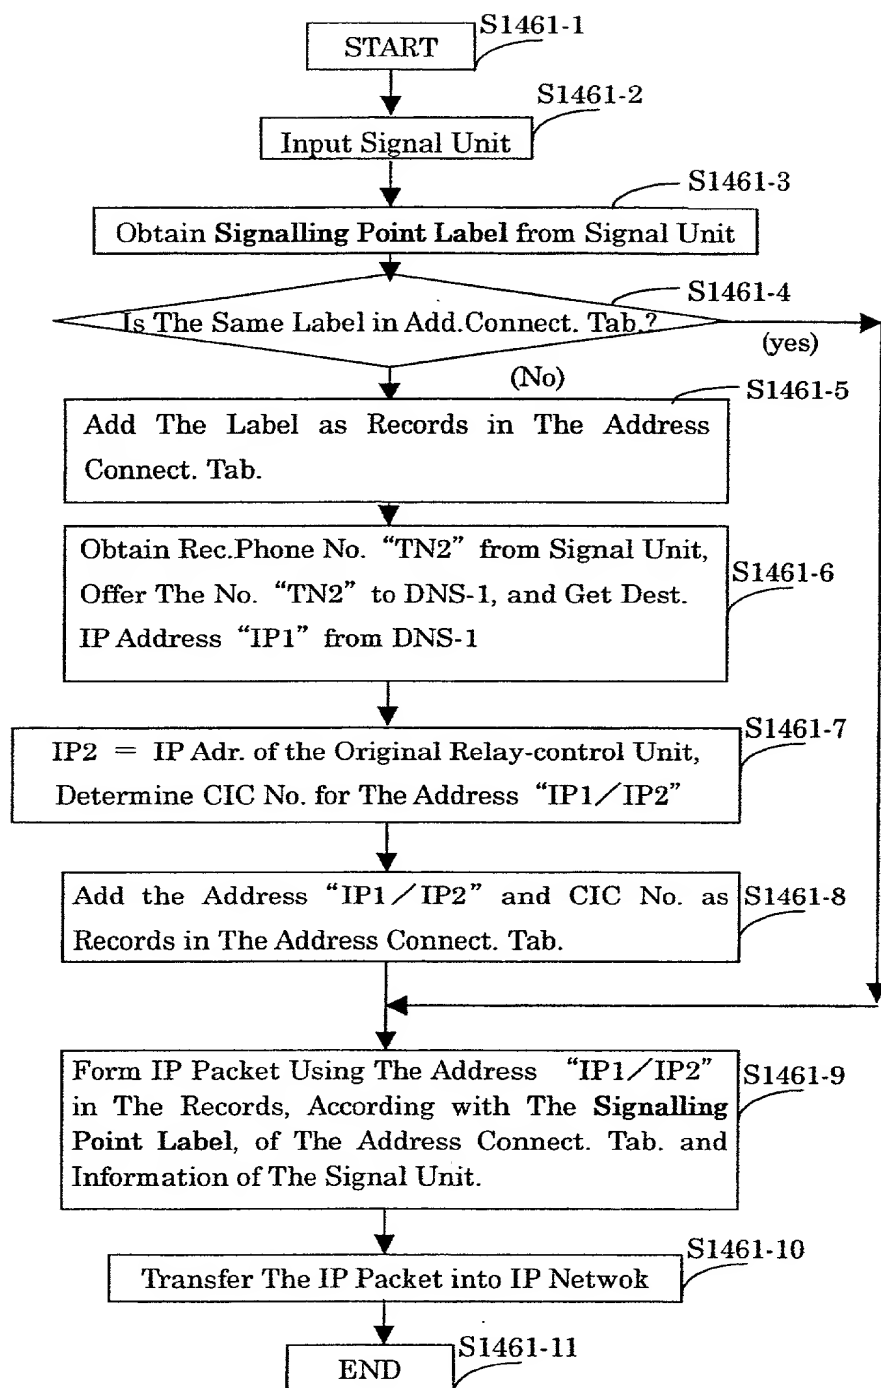 S1461-1
START
S1461-2
Input Signal Unit
S1461-3
Obtain Signalling Point Label from Signal Unit
S1461-4
Is The Same Label in Add.Connect. Tab.?
(yes)
(No)
S1461-5
Add The Label as Records in The Address
Connect. Tab.
Obtain Rec.Phone No. “TN2” from Signal Unit,
Offer The No. “TN2” to DNS-1, and Get Dest.
IP Address “IP1” from DNS-1
S1461-6
IP2 = IP Adr. of the Original Relay-control Unit,
Determine CIC No. for The Address “IP1/IP2”
S1461-7
Add the Address “IP1/IP2” and CIC No. as
Records in The Address Connect. Tab.
S1461-8
Form IP Packet Using The Address “IP1/IP2”
in The Records, According with The Signalling
Point Label, of The Address Connect. Tab. and
Information of The Signal Unit.
S1461-9
S1461-10
Transfer The IP Packet into IP Netwok
S1461-11
END